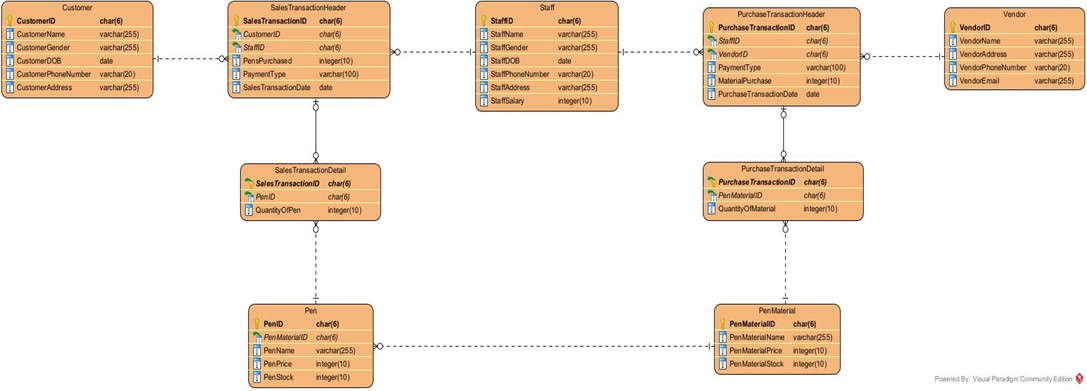 Customer
CustomerID char(6)
CustomerName varchar(255)
CustomerGender varchar(255)
CustomerDOB date
CustomerPhoneNumber varchar(20)
CustomerAddress varchar(255)
SalesTransactionHeader
SalesTransactionID char(6)
CustomerID char(6)
StaffID char(6)
PensPurchased integer(10)
PaymentType varchar(100)
SalesTransactionDate date
Staff
StaffID char(6)
StaffName varchar(255)
StaffGender varchar(255)
StaffDOB date
StaffPhoneNumber varchar(20)
StaffAddress varchar(255)
StaffSalary integer(10)
PurchaseTransactionHeader
PurchaseTransactionID char(6)
StaffID char(6)
VendorID char(6)
PaymentType varchar(100)
MaterialPurchase integer(10)
PurchaseTransactionDate date
Vendor
VendorID char(6)
VendorName varchar(255)
VendorAddress varchar(255)
VendorPhoneNumber varchar(20)
VendorEmail varchar(255)
SalesTransactionDetail
SalesTransactionID char(6)
PenID char(6)
QuantityOfPen integer(10)
PurchaseTransactionDetail
PurchaseTransactionID char(6)
PenMaterialID char(6)
QuantityOfMaterial integer(10)
Pen
PenID char(6)
PenMaterialID char(6)
PenName varchar(255)
PenPrice integer(10)
PenStock integer(10)
PenMaterial
PenMaterialID char(6)
PenMaterialName varchar(255)
PenMaterialPrice integer(10)
PenMaterialStock integer(10)
Powered By: Visual Paradigm Community Edition